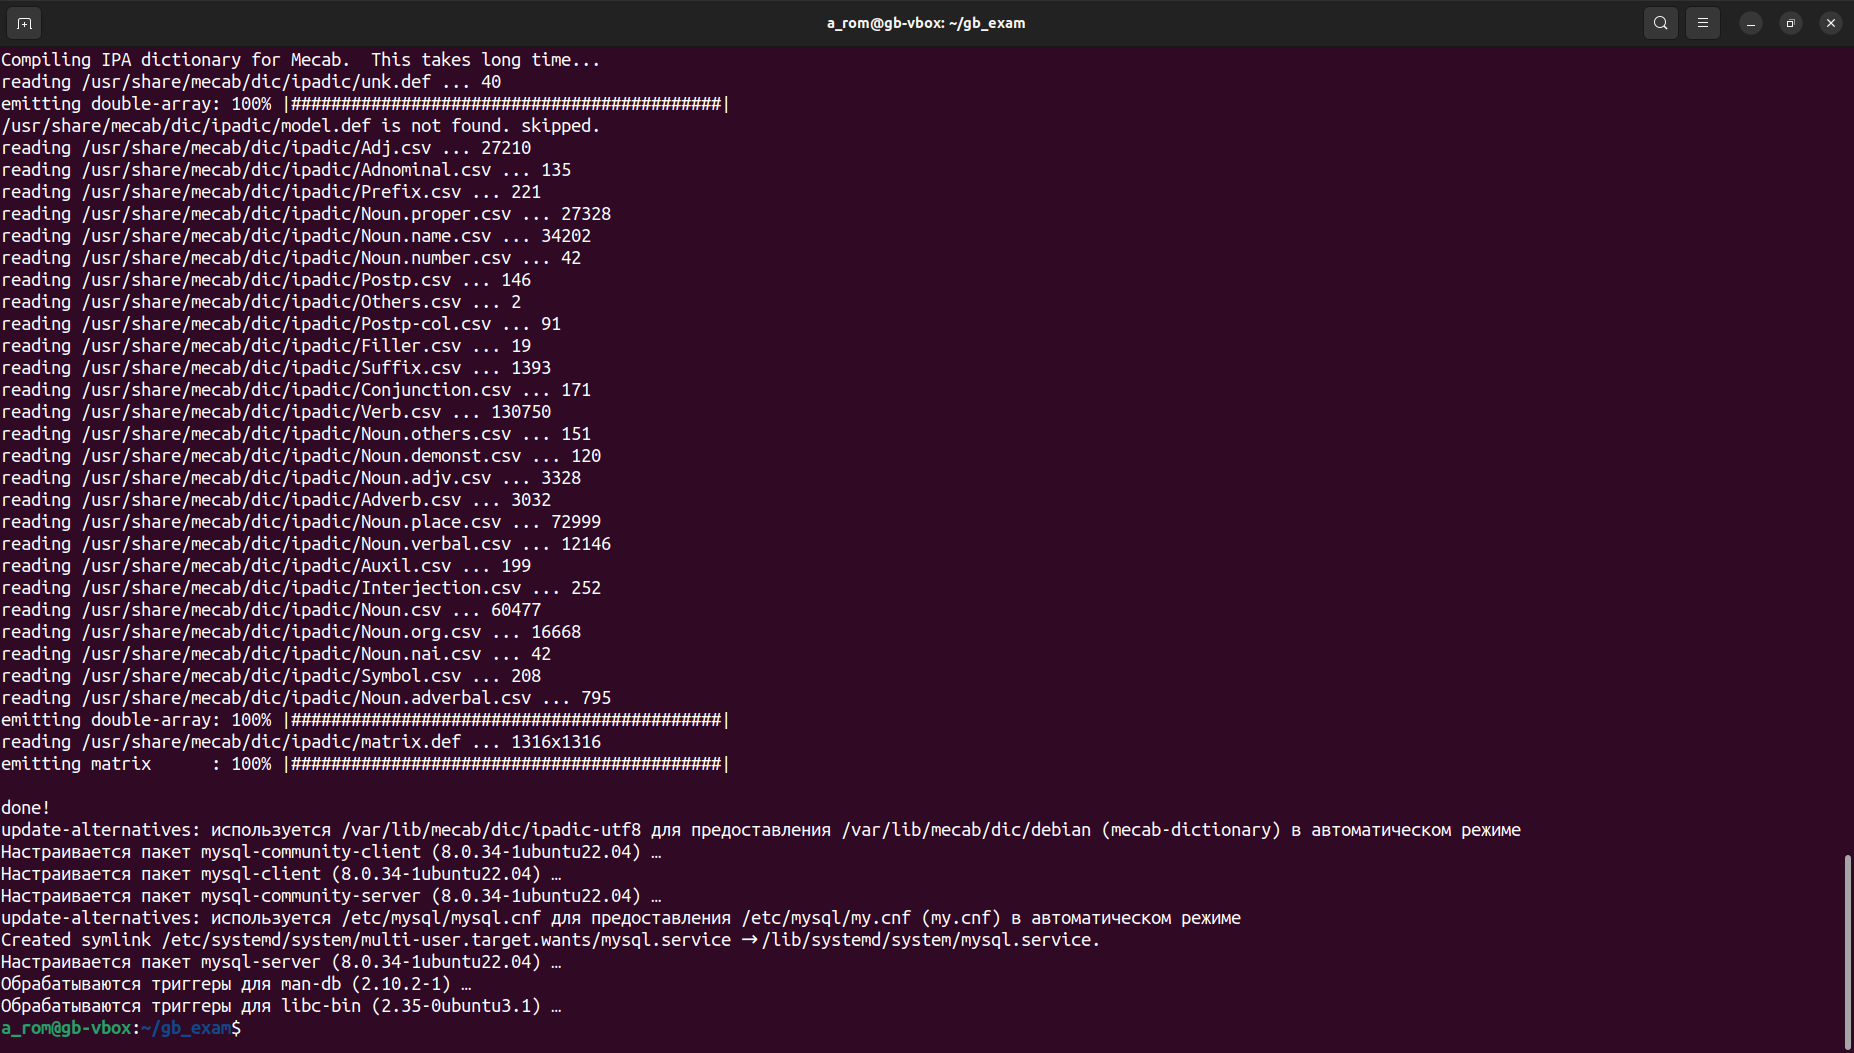 a_rom@gb-vbox: ~/gb_exam
Compiling IPA dictionary for Mecab.  This takes long time...
reading /usr/share/mecab/dic/ipadic/unk.def ... 40
emitting double-array: 100% |###########################################|
/usr/share/mecab/dic/ipadic/model.def is not found. skipped.
reading /usr/share/mecab/dic/ipadic/Adj.csv ... 27210
reading /usr/share/mecab/dic/ipadic/Adnominal.csv ... 135
reading /usr/share/mecab/dic/ipadic/Prefix.csv ... 221
reading /usr/share/mecab/dic/ipadic/Noun.proper.csv ... 27328
reading /usr/share/mecab/dic/ipadic/Noun.name.csv ... 34202
reading /usr/share/mecab/dic/ipadic/Noun.number.csv ... 42
reading /usr/share/mecab/dic/ipadic/Postp.csv ... 146
reading /usr/share/mecab/dic/ipadic/Others.csv ... 2
reading /usr/share/mecab/dic/ipadic/Postp-col.csv ... 91
reading /usr/share/mecab/dic/ipadic/Filler.csv ... 19
reading /usr/share/mecab/dic/ipadic/Suffix.csv ... 1393
reading /usr/share/mecab/dic/ipadic/Conjunction.csv ... 171
reading /usr/share/mecab/dic/ipadic/Verb.csv ... 130750
reading /usr/share/mecab/dic/ipadic/Noun.others.csv ... 151
reading /usr/share/mecab/dic/ipadic/Noun.demonst.csv ... 120
reading /usr/share/mecab/dic/ipadic/Noun.adjv.csv ... 3328
reading /usr/share/mecab/dic/ipadic/Adverb.csv ... 3032
reading /usr/share/mecab/dic/ipadic/Noun.place.csv ... 72999
reading /usr/share/mecab/dic/ipadic/Noun.verbal.csv ... 12146
reading /usr/share/mecab/dic/ipadic/Auxil.csv ... 199
reading /usr/share/mecab/dic/ipadic/Interjection.csv ... 252
reading /usr/share/mecab/dic/ipadic/Noun.csv ... 60477
reading /usr/share/mecab/dic/ipadic/Noun.org.csv ... 16668
reading /usr/share/mecab/dic/ipadic/Noun.nai.csv ... 42
reading /usr/share/mecab/dic/ipadic/Symbol.csv ... 208
reading /usr/share/mecab/dic/ipadic/Noun.adverbal.csv ... 795
emitting double-array: 100% |###########################################|
reading /usr/share/mecab/dic/ipadic/matrix.def ... 1316x1316
emitting matrix      : 100% |###########################################|
done!
update-alternatives: используется /var/lib/mecab/dic/ipadic-utf8 для предоставления /var/lib/mecab/dic/debian (mecab-dictionary) в автоматическом режиме
Настраивается пакет mysql-community-client (8.0.34-1ubuntu22.04) …
Настраивается пакет mysql-client (8.0.34-1ubuntu22.04) …
Настраивается пакет mysql-community-server (8.0.34-1ubuntu22.04) …
update-alternatives: используется /etc/mysql/mysql.cnf для предоставления /etc/mysql/my.cnf (my.cnf) в автоматическом режиме
Created symlink /etc/systemd/system/multi-user.target.wants/mysql.service → /lib/systemd/system/mysql.service.
Настраивается пакет mysql-server (8.0.34-1ubuntu22.04) …
Обрабатываются триггеры для man-db (2.10.2-1) …
Обрабатываются триггеры для libc-bin (2.35-0ubuntu3.1) …
a_rom@gb-vbox:~/gb_exam$